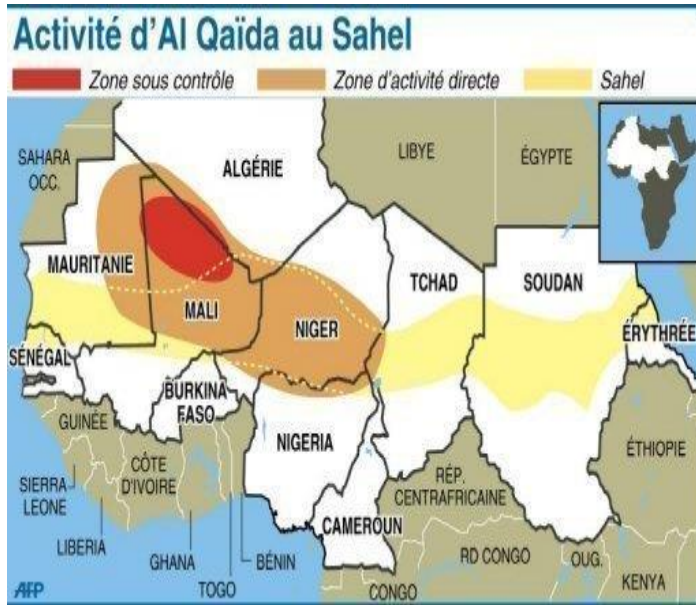 Activité d'Al Qaïda au Sahel
Zone sous contrôle
Zone d'activité directe
Sahel
SAHARA
OCC.
ALGÉRIE
LIBYE
ÉGYPTE
MAURITANIE
MALI
NIGER
TCHAD
SOUDAN
ÉRYTHRÉE
SÉNÉGAL
BURKINA
FASO
GUINÉE
CÔTE
D'IVOIRE
NIGERIA
ÉTHIOPIE
SIERRA
LEONE
RÉP.
CENTRAFRICAINE
CAMEROUN
LIBERIA
GHANA
BÉNIN
TOGO
RD CONGO
OUG.
CONGO
KENYA
AFP